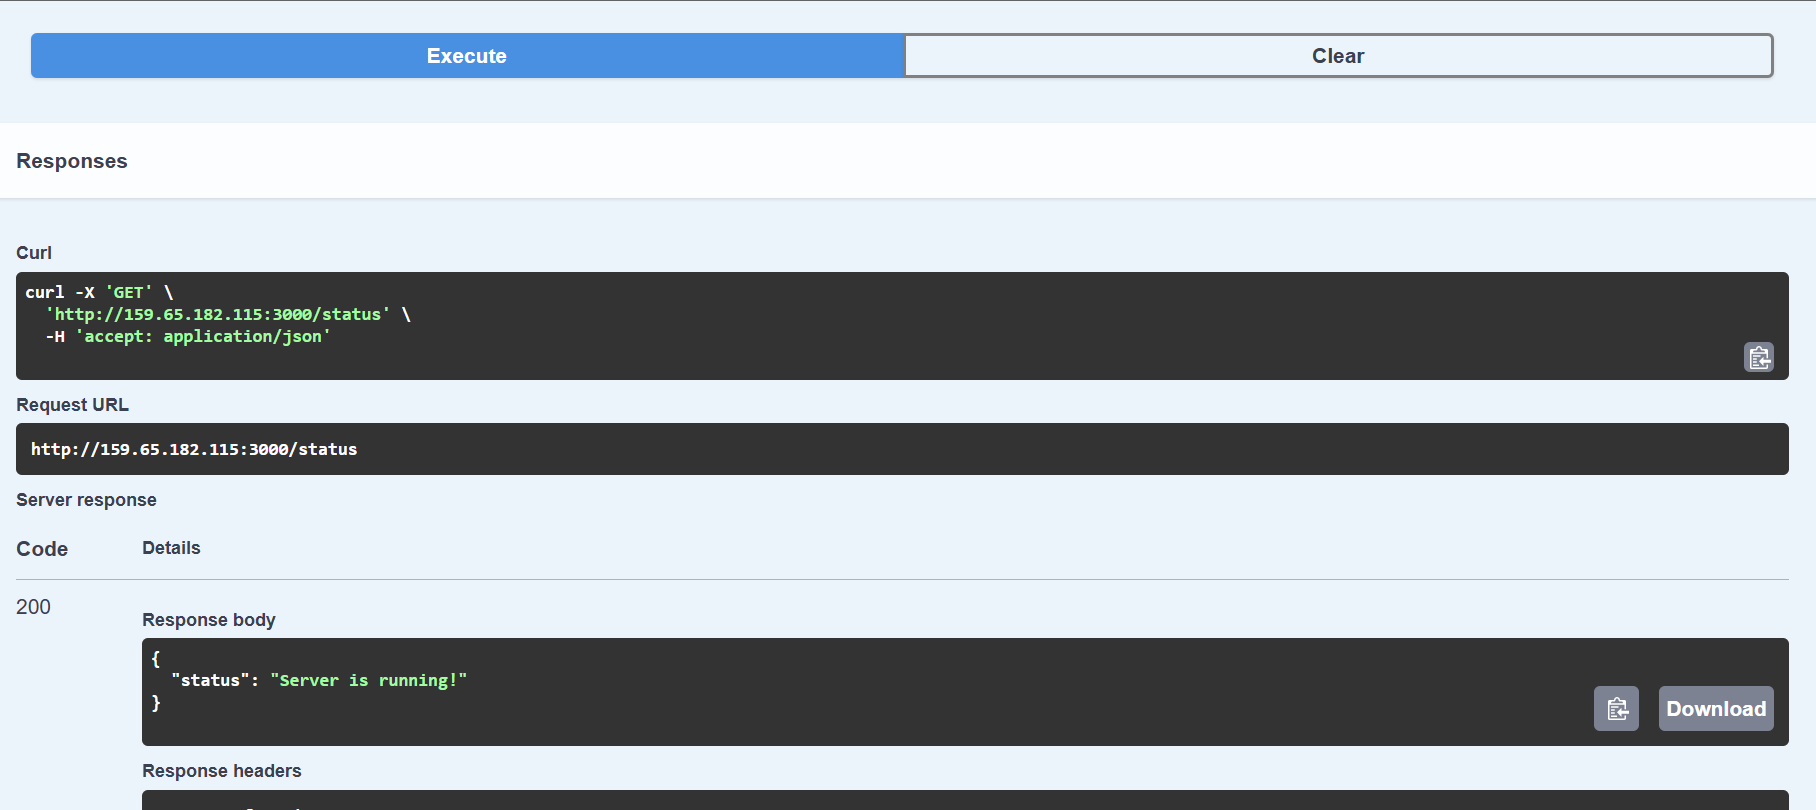 Execute
Clear
Responses
Curl
curl -X 'GET' \
  'http://159.65.182.115:3000/status' \
  -H 'accept: application/json'
Request URL
http://159.65.182.115:3000/status
Server response
Code
Details
200
Response body
{
  "status": "Server is running!"
}
Download
Response headers